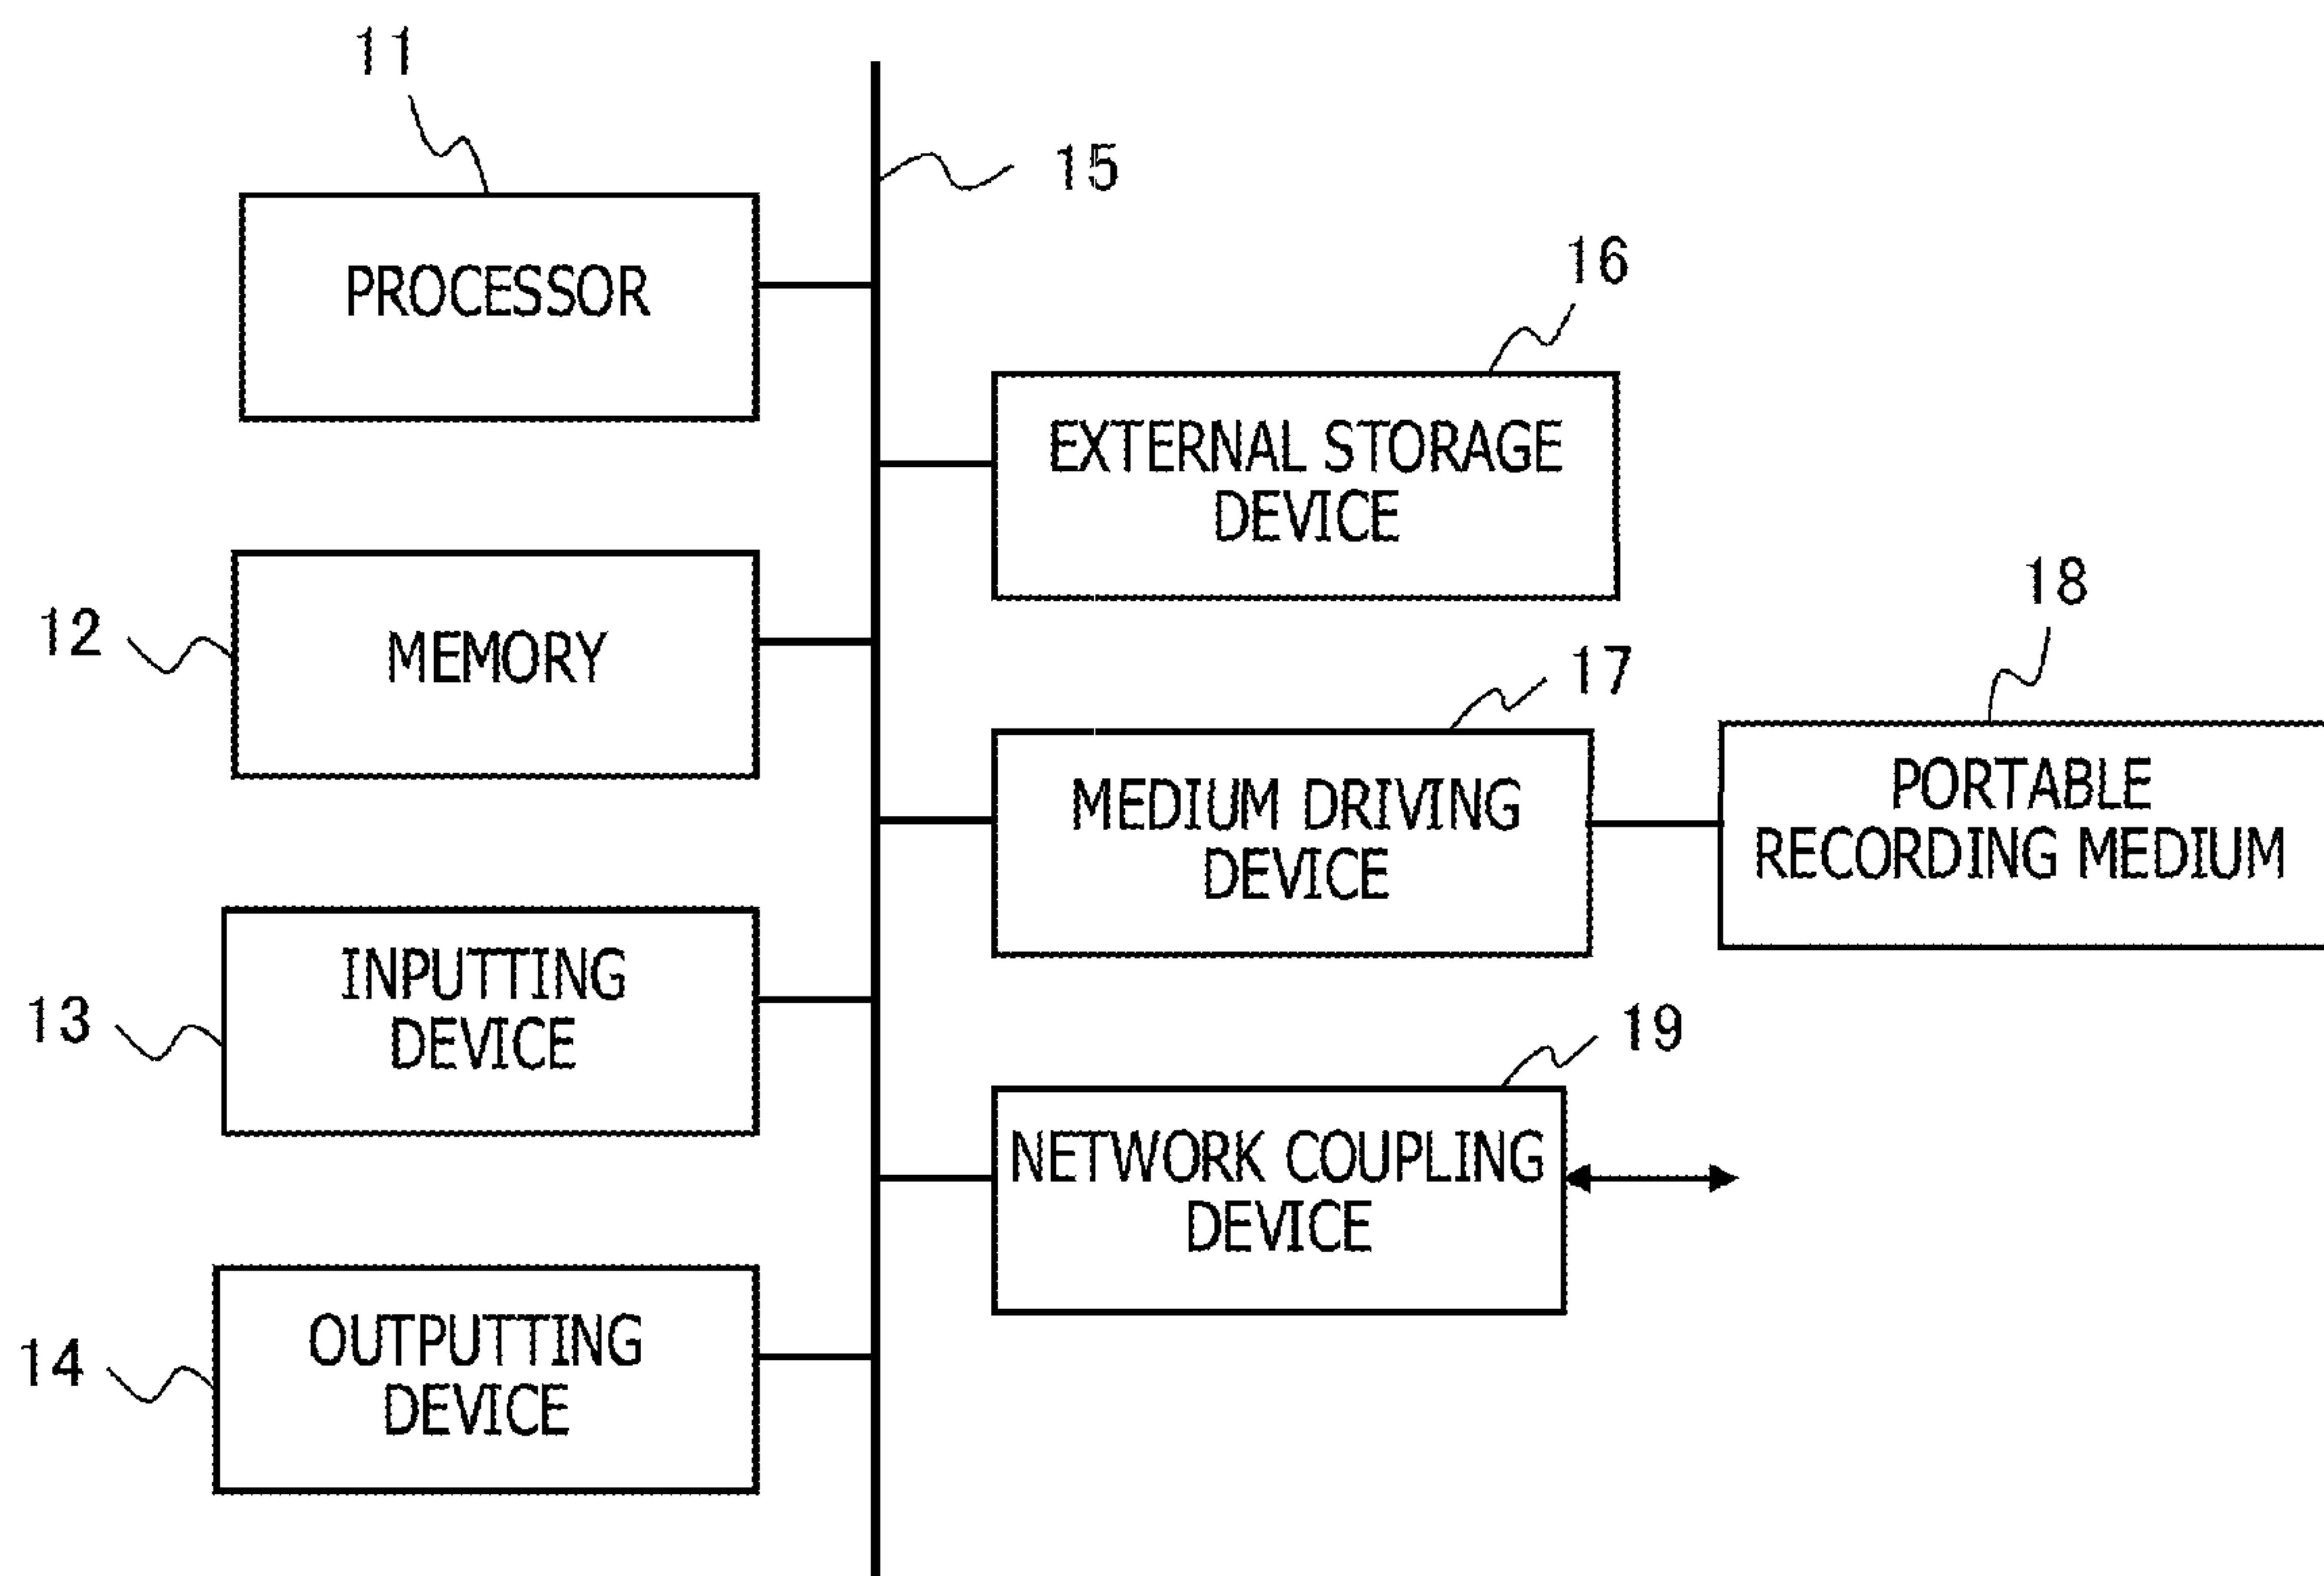 11
15
PROCESSOR
16
EXTERNAL STORAGE
DEVICE
12
MEMORY
17
18
MEDIUM DRIVING
DEVICE
PORTABLE
RECORDING MEDIUM
13
INPUTTING
DEVICE
19
NETWORK COUPLING
DEVICE
14
OUTPUTTING
DEVICE